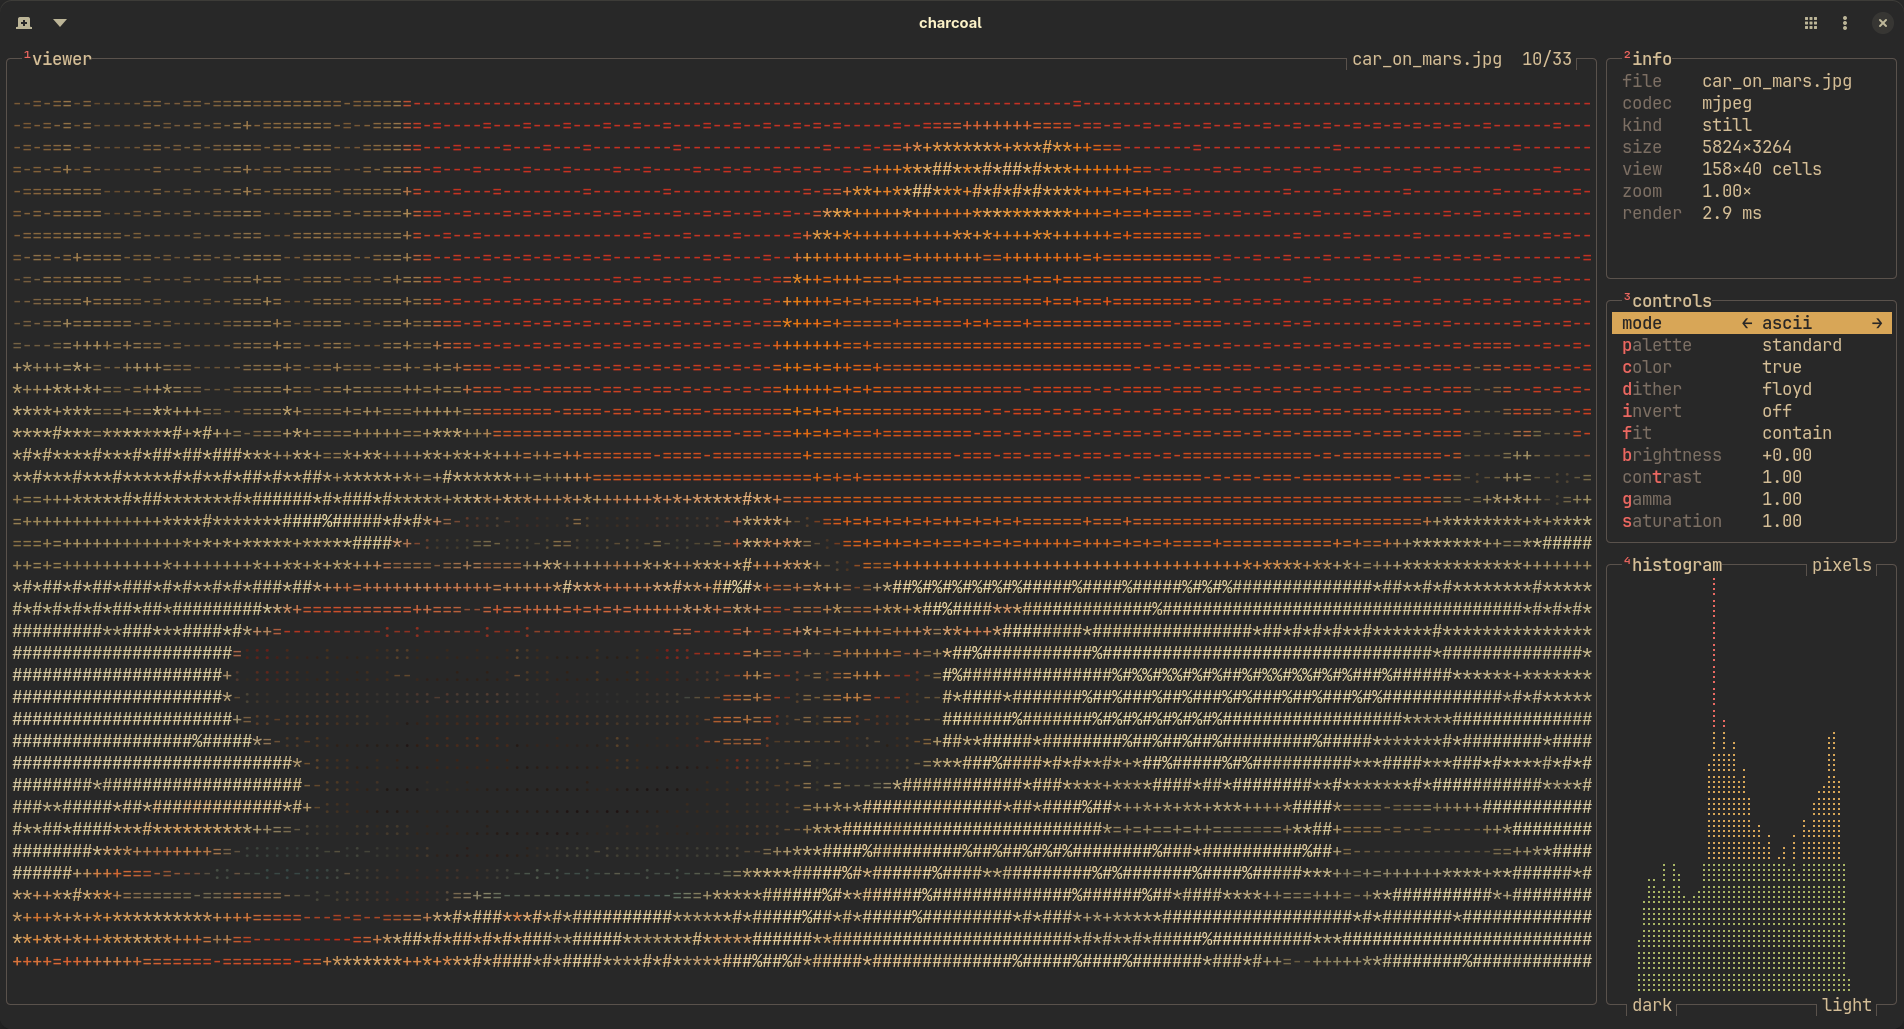 charcoal
¹viewer
car_on_mars.jpg 10/33
²info
file car_on_mars.jpg
codec mjpeg
kind still
size 5824×3264
view 158×40 cells
zoom 1.00×
render 2.9 ms
³controls
mode ← ascii →
palette standard
color true
dither floyd
invert off
fit contain
brightness +0.00
contrast 1.00
gamma 1.00
saturation 1.00
⁴histogram pixels
dark light